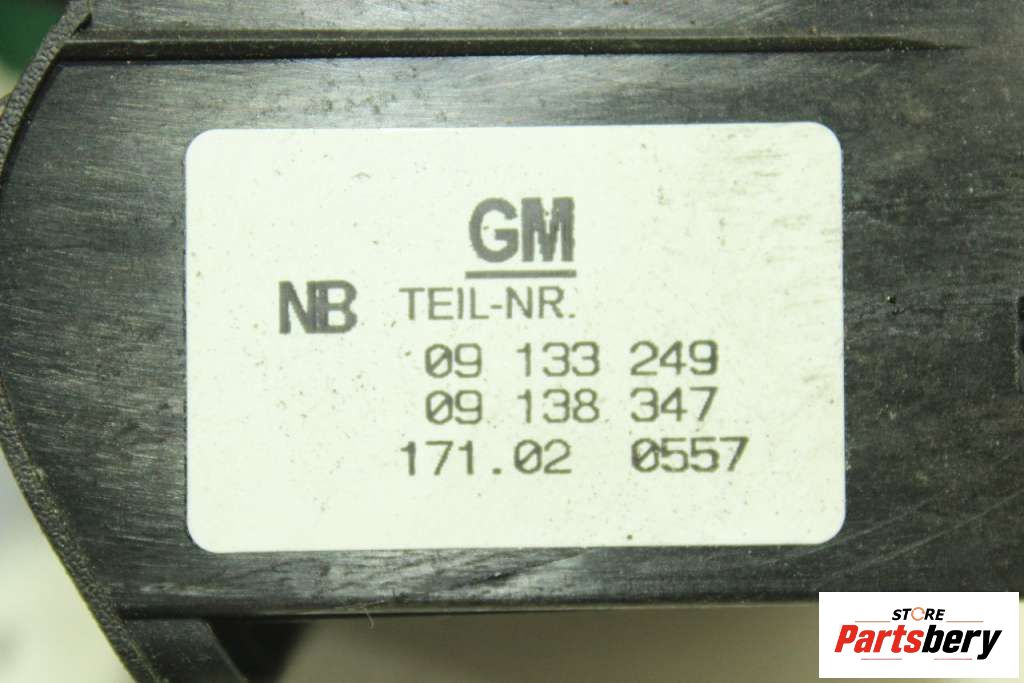 GM
NB TEIL-NR.
09 133 249
09 138 347
171.02 0557
STORE
Partsbery